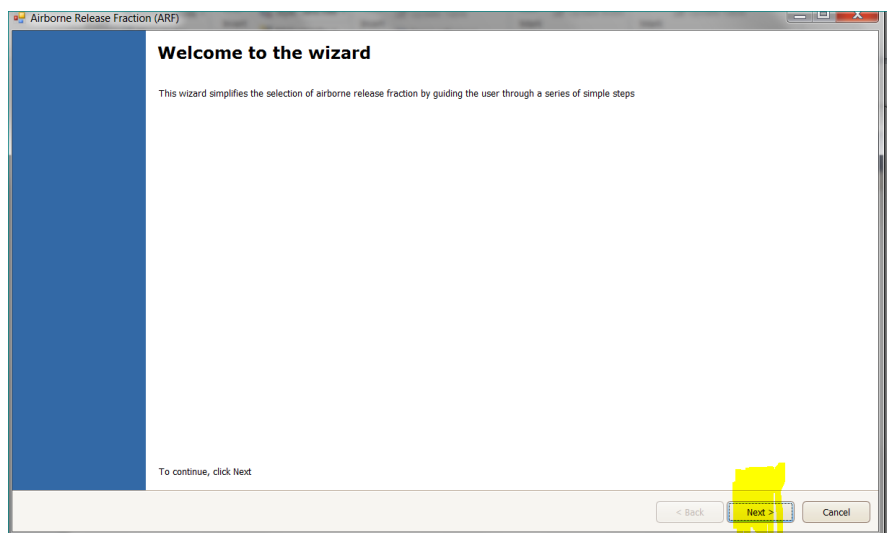 Airborne Release Fraction (ARF)
Welcome to the wizard
This wizard simplifies the selection of airborne release fraction by guiding the user through a series of simple steps
To continue, click Next
< Back Next > Cancel